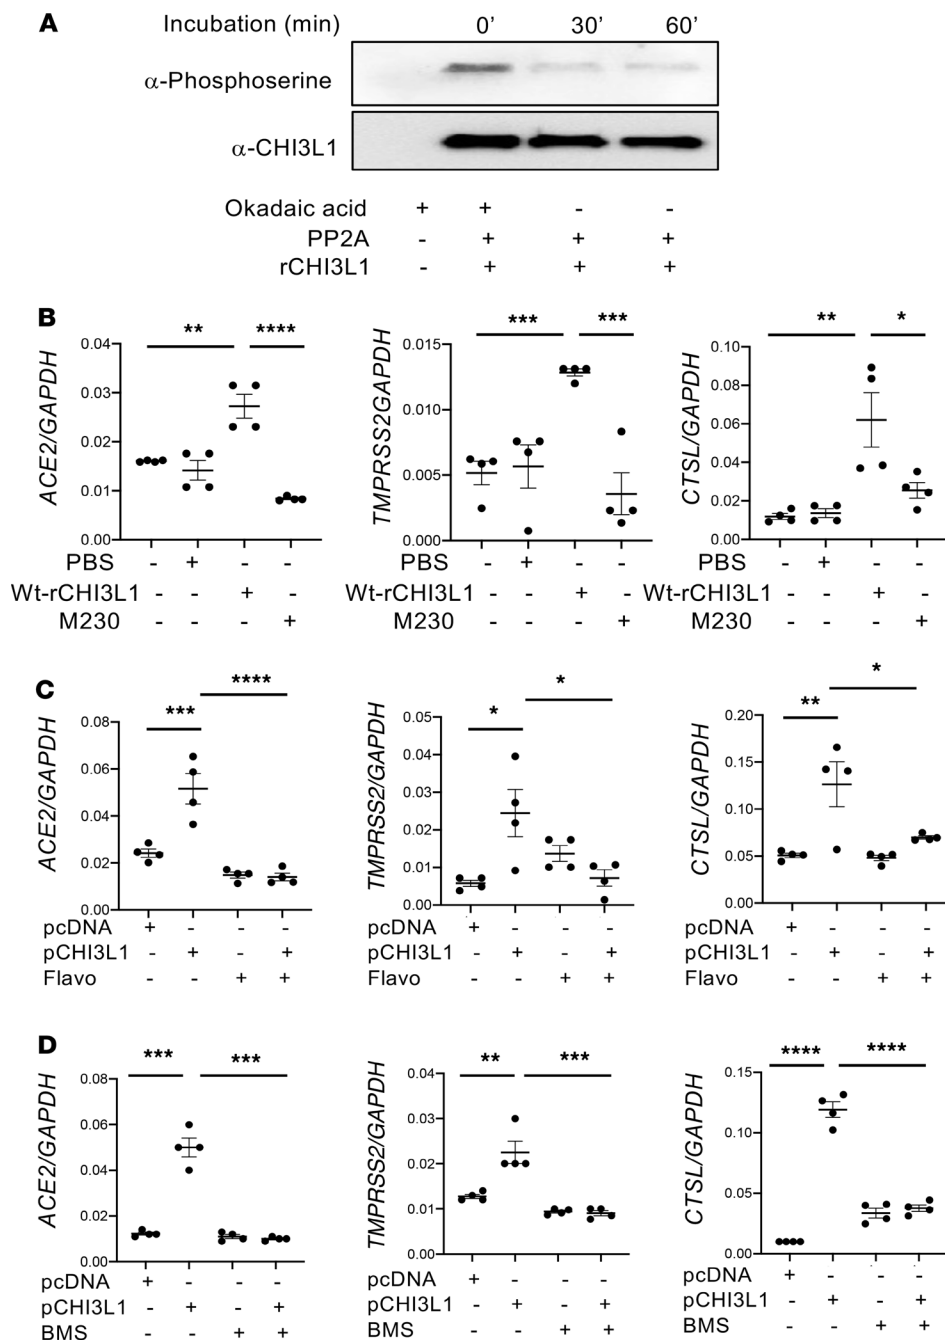 A
Incubation (min) 0’ 30’ 60’
α-Phosphoserine
α-CHI3L1
Okadaic acid + + - -
PP2A - + + +
rCHI3L1 - + + +
B
** **** *** *** ** *
ACE2/GAPDH
0.04
0.03
0.02
0.01
0.00
PBS - + - -
Wt-rCHI3L1 - - + -
M230 - - - +
TMPRSS2GAPDH
0.015
0.010
0.005
0.000
PBS - + - -
Wt-rCHI3L1 - - + -
M230 - - - +
CTSL/GAPDH
0.10
0.08
0.06
0.04
0.02
0.00
PBS - + - -
Wt-rCHI3L1 - - + -
M230 - - - +
C
*** **** * * ** *
ACE2/GAPDH
0.08
0.06
0.04
0.02
0.00
pcDNA + - - -
pCHI3L1 - + - +
Flavo - - + +
TMPRSS2/GAPDH
0.05
0.04
0.03
0.02
0.01
0.00
pcDNA + - - -
pCHI3L1 - + - +
Flavo - - + +
CTSL/GAPDH
0.20
0.15
0.10
0.05
0.00
pcDNA + - - -
pCHI3L1 - + - +
Flavo - - + +
D
*** *** ** *** **** ****
ACE2/GAPDH
0.08
0.06
0.04
0.02
0.00
pcDNA + - - -
pCHI3L1 - + - +
BMS - - + +
TMPRSS2/GAPDH
0.04
0.03
0.02
0.01
0.00
pcDNA + - - -
pCHI3L1 - + - +
BMS - - + +
CTSL/GAPDH
0.15
0.10
0.05
0.00
pcDNA + - - -
pCHI3L1 - + - +
BMS - - + +